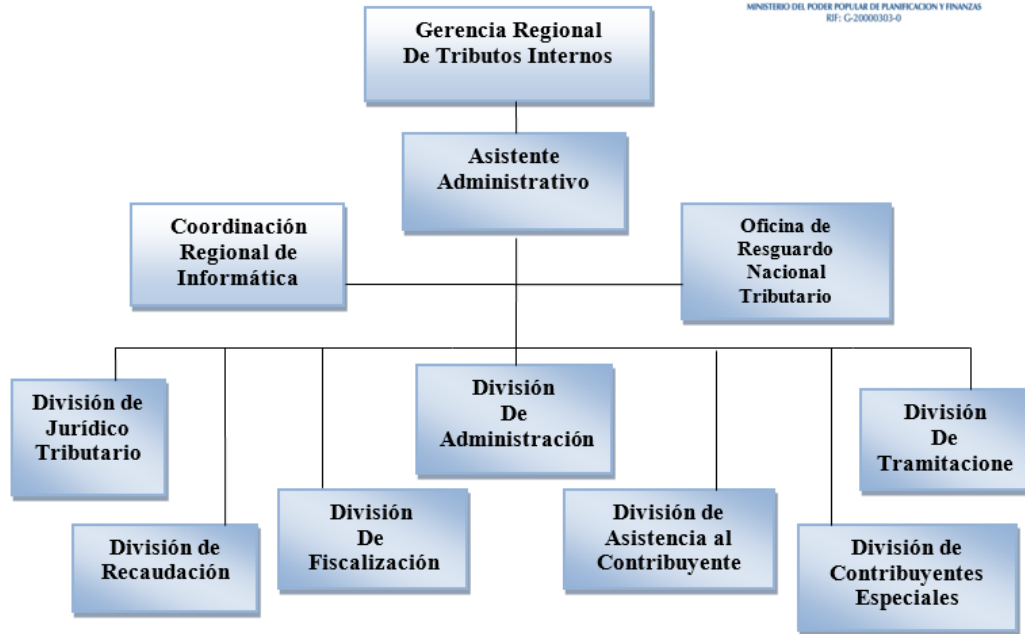 MINISTERIO DEL PODER POPULAR DE PLANIFICACION Y FINANZAS
RIF: G-20000303-0
Gerencia Regional
De Tributos Internos
Asistente
Administrativo
Coordinación
Regional de
Informática
Oficina de
Resguardo
Nacional
Tributario
División de
Jurídico
Tributario
División
De
Administración
División
De
Tramitacione
División de
Recaudación
División
De
Fiscalización
División de
Asistencia al
Contribuyente
División de
Contribuyentes
Especiales